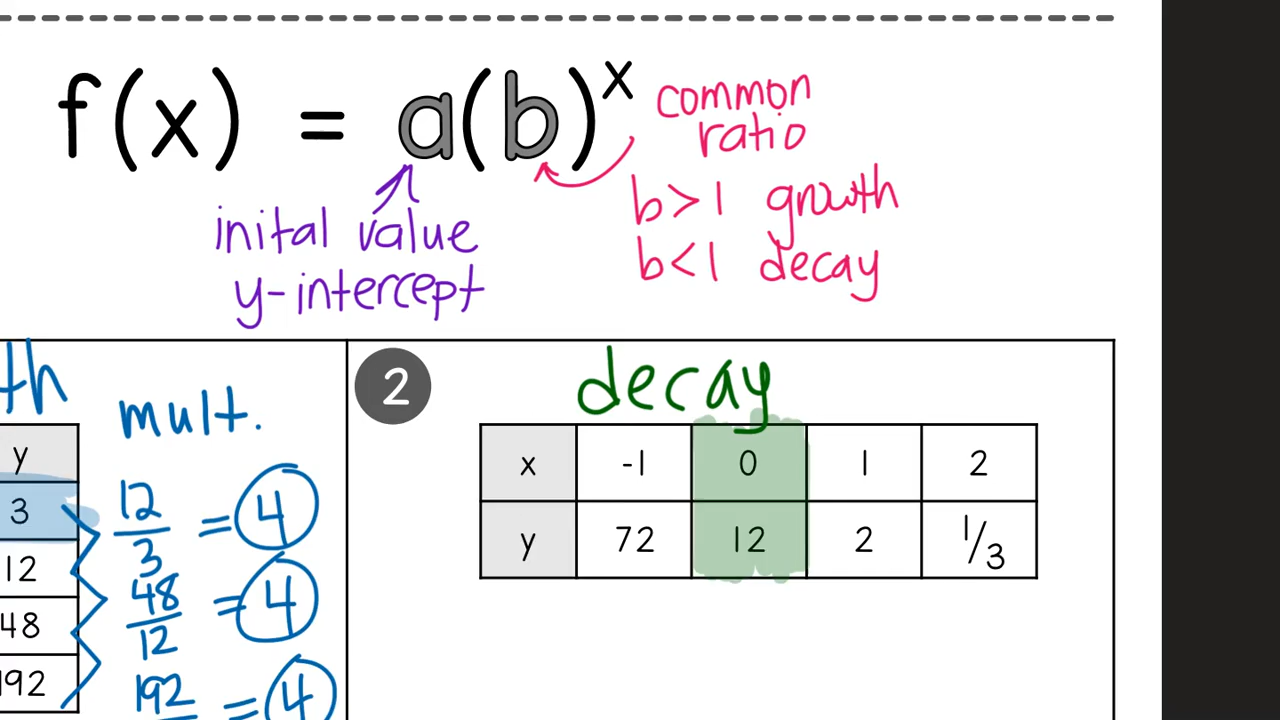 f(x) = a(b)^x
common
ratio
b>1 growth
b<1 decay
inital value
y-intercept
th
mult.
y
3
12
48
192
12/3 = 4
48/12 = 4
192/ = 4
2
decay
x -1 0 1 2
y 72 12 2 1/3